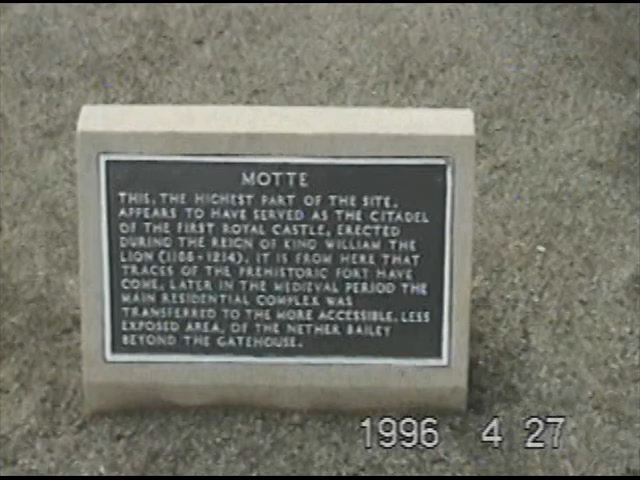 MOTTE
THIS, THE HIGHEST PART OF THE SITE,
APPEARS TO HAVE SERVED AS THE CITADEL
OF THE FIRST ROYAL CASTLE, ERECTED
DURING THE REIGN OF KING WILLIAM THE
LION (1166-1214). IT IS FROM HERE THAT
TRACES OF THE PREHISTORIC FORT HAVE
COME. LATER IN THE MEDIEVAL PERIOD THE
MAIN RESIDENTIAL COMPLEX WAS
TRANSFERRED TO THE MORE ACCESSIBLE, LESS
EXPOSED AREA, OF THE NETHER BAILEY
BEYOND THE GATEHOUSE.
1996 4 27